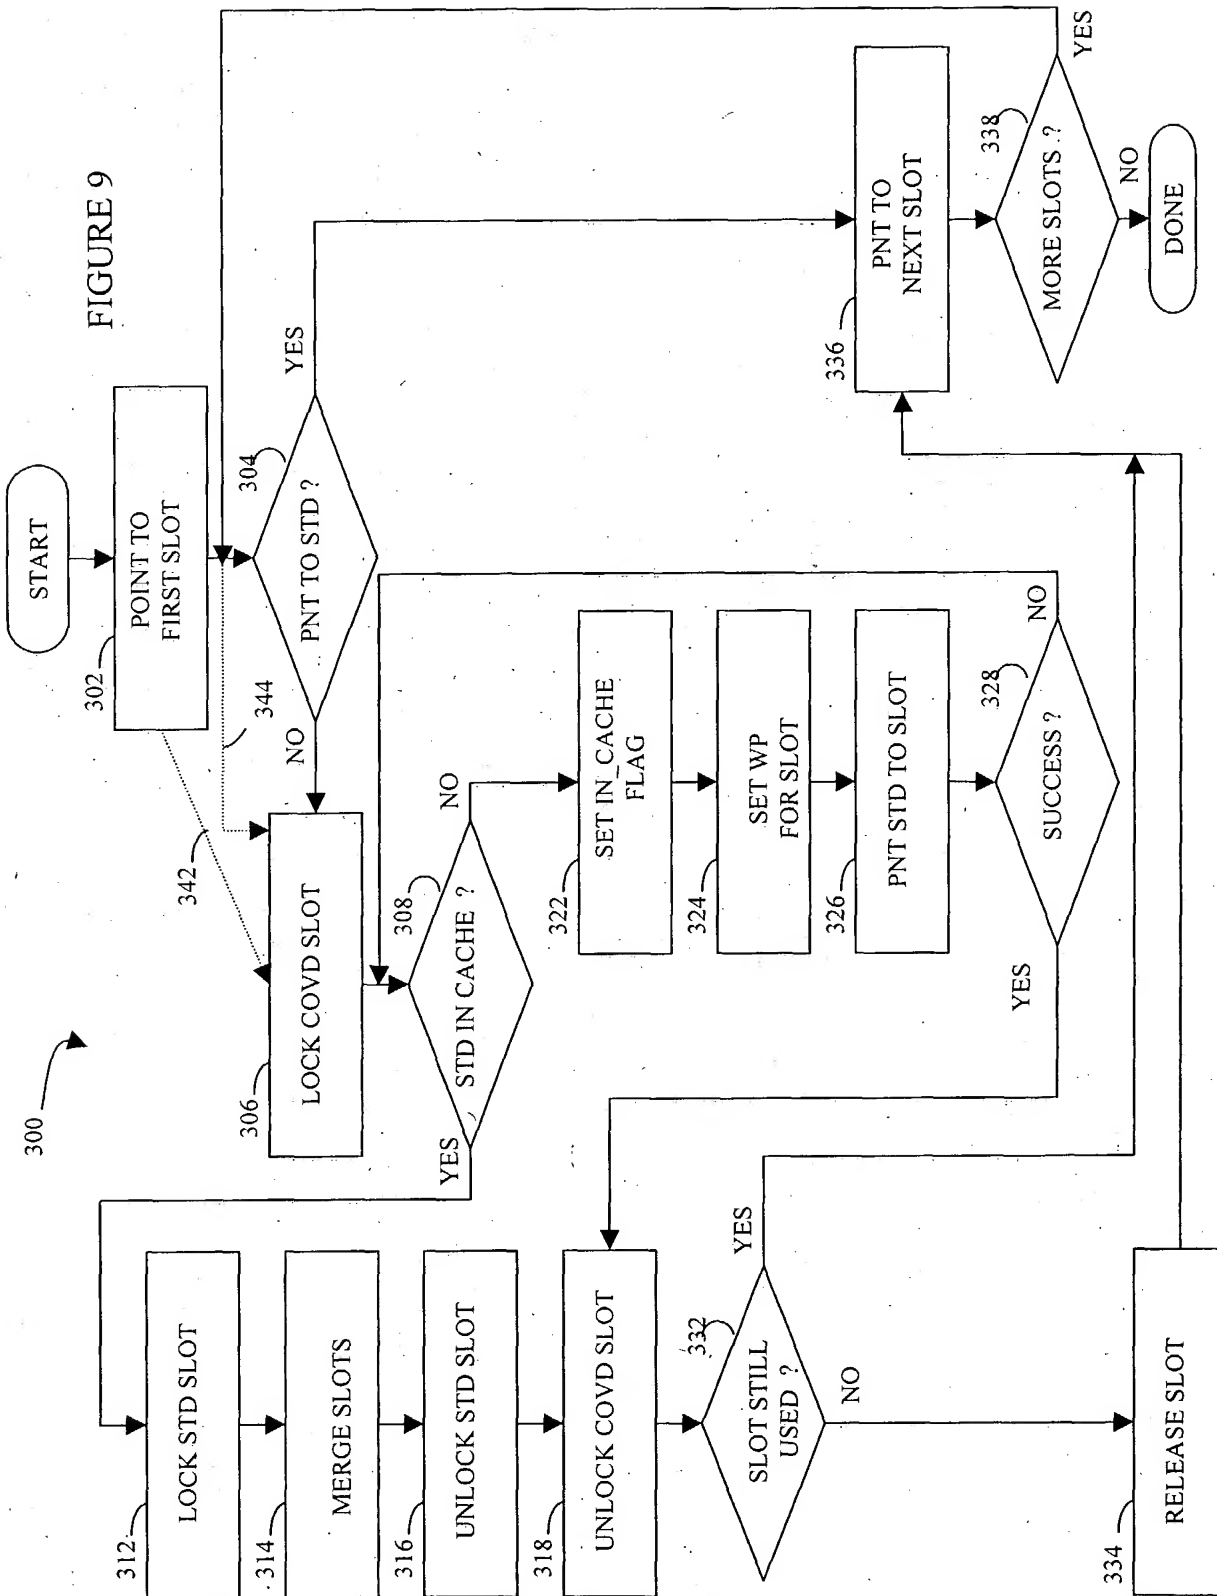 FIGURE 9
300
START
302
POINT TO
FIRST SLOT
342
344
304
PNT TO STD ?
YES
NO
306
LOCK COVD SLOT
308
STD IN CACHE ?
YES
NO
312
LOCK STD SLOT
314
MERGE SLOTS
316
UNLOCK STD SLOT
318
UNLOCK COVD SLOT
322
SET IN_CACHE
FLAG
324
SET WP
FOR SLOT
326
PNT STD TO SLOT
328
SUCCESS ?
YES
NO
332
SLOT STILL
USED ?
YES
NO
334
RELEASE SLOT
336
PNT TO
NEXT SLOT
338
MORE SLOTS ?
YES
NO
DONE